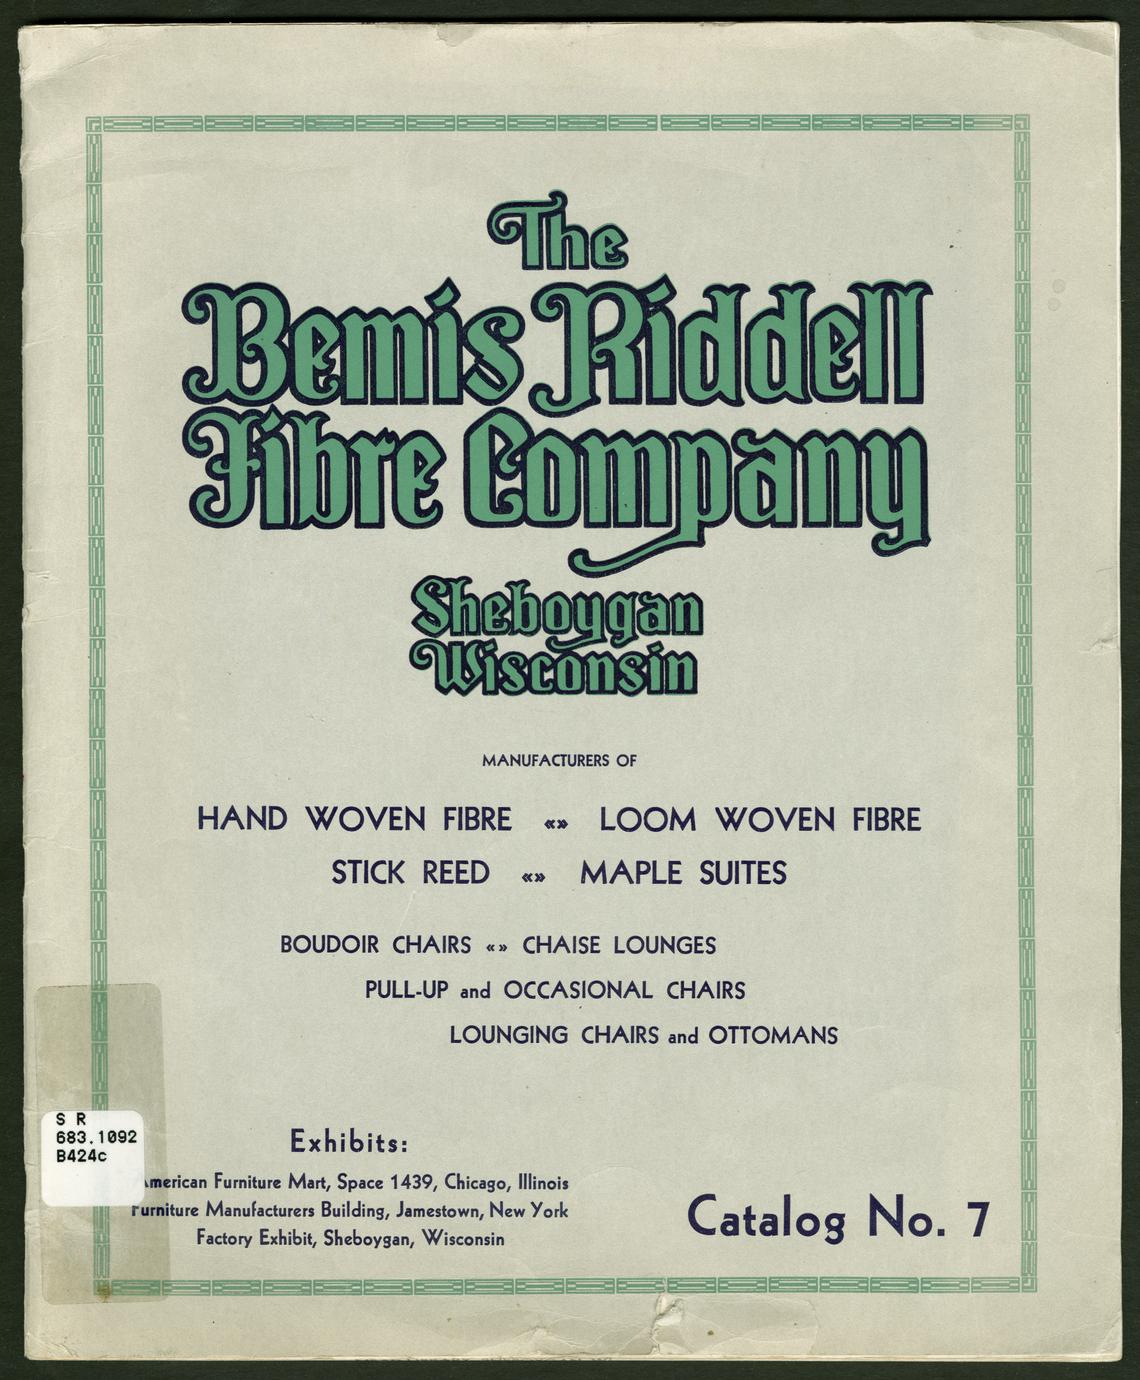 The
Bemis Riddell
Fibre Company
Sheboygan
Wisconsin
MANUFACTURERS OF
HAND WOVEN FIBRE «» LOOM WOVEN FIBRE
STICK REED «» MAPLE SUITES
BOUDOIR CHAIRS «» CHAISE LOUNGES
PULL-UP and OCCASIONAL CHAIRS
LOUNGING CHAIRS and OTTOMANS
S R
683.1092
B424c
Exhibits:
American Furniture Mart, Space 1439, Chicago, Illinois
Furniture Manufacturers Building, Jamestown, New York
Factory Exhibit, Sheboygan, Wisconsin
Catalog No. 7